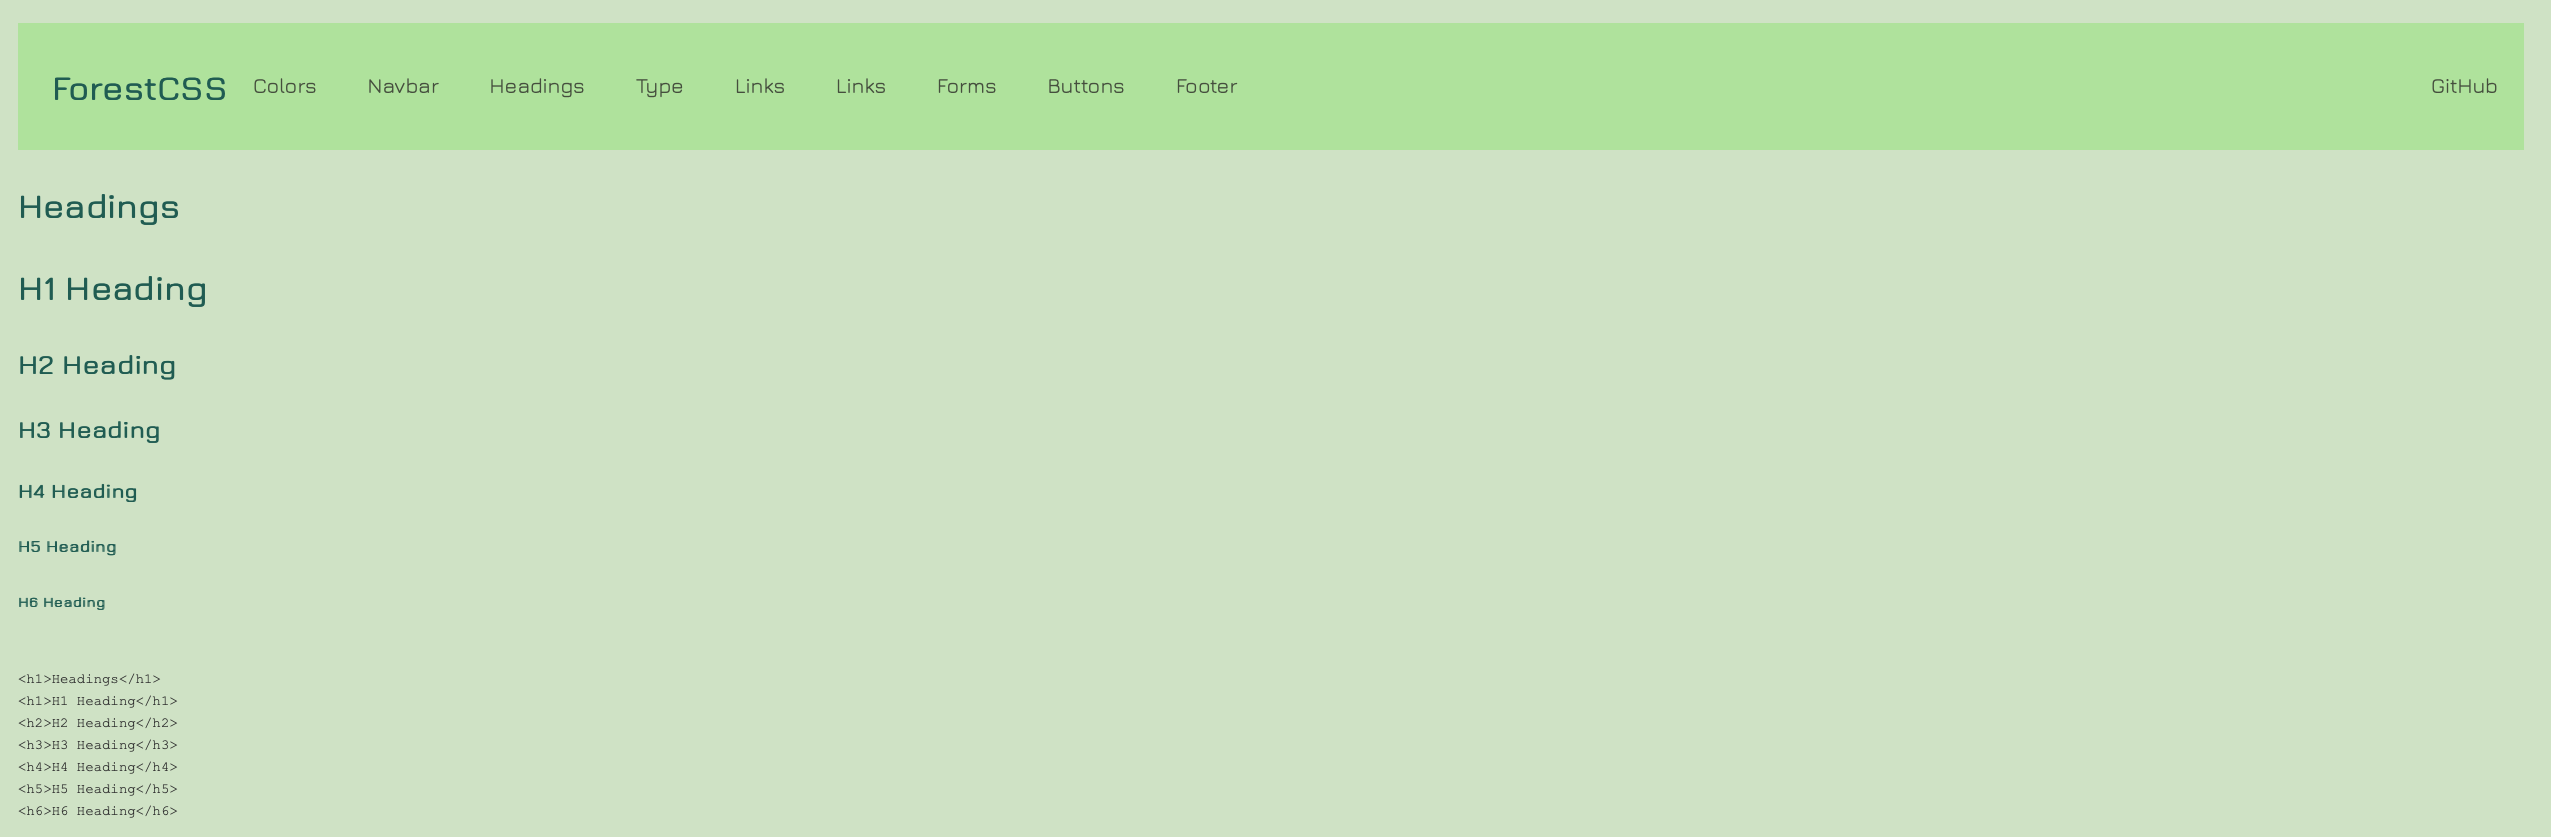 ForestCSS Colors Navbar Headings Type Links Links Forms Buttons Footer GitHub
Headings
H1 Heading
H2 Heading
H3 Heading
H4 Heading
H5 Heading
H6 Heading
<h1>Headings</h1>
<h1>H1 Heading</h1>
<h2>H2 Heading</h2>
<h3>H3 Heading</h3>
<h4>H4 Heading</h4>
<h5>H5 Heading</h5>
<h6>H6 Heading</h6>